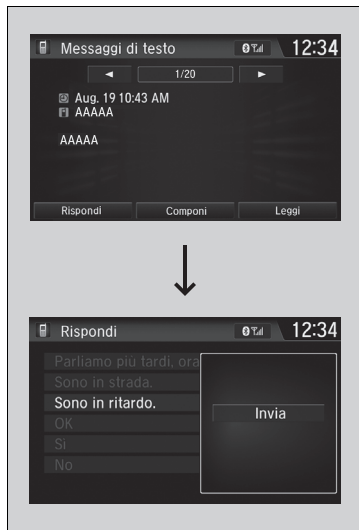 Messaggi di testo 12:34
1/20
Aug. 19 10:43 AM
AAAAA
AAAAA
Rispondi Componi Leggi
Rispondi 12:34
Parliamo più tardi, ora
Sono in strada.
Sono in ritardo.
OK
Sì
No
Invia